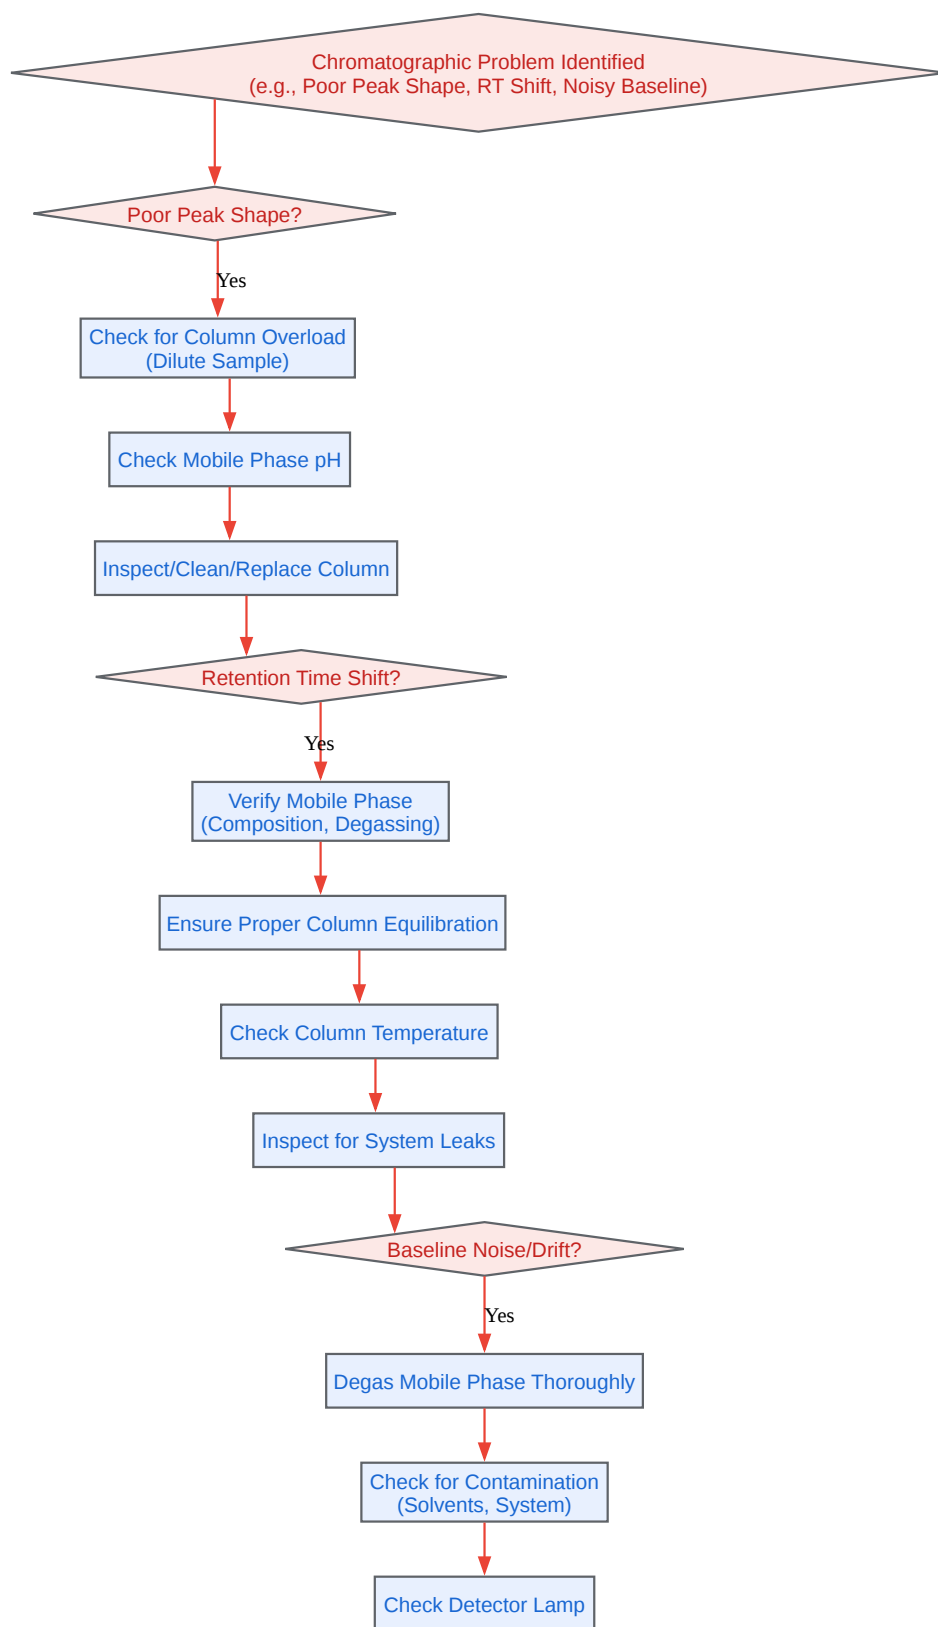 Chromatographic Problem Identified
(e.g., Poor Peak Shape, RT Shift, Noisy Baseline)
Poor Peak Shape?
Yes
Check for Column Overload
(Dilute Sample)
Check Mobile Phase pH
Inspect/Clean/Replace Column
Retention Time Shift?
Yes
Verify Mobile Phase
(Composition, Degassing)
Ensure Proper Column Equilibration
Check Column Temperature
Inspect for System Leaks
Baseline Noise/Drift?
Yes
Degas Mobile Phase Thoroughly
Check for Contamination
(Solvents, System)
Check Detector Lamp